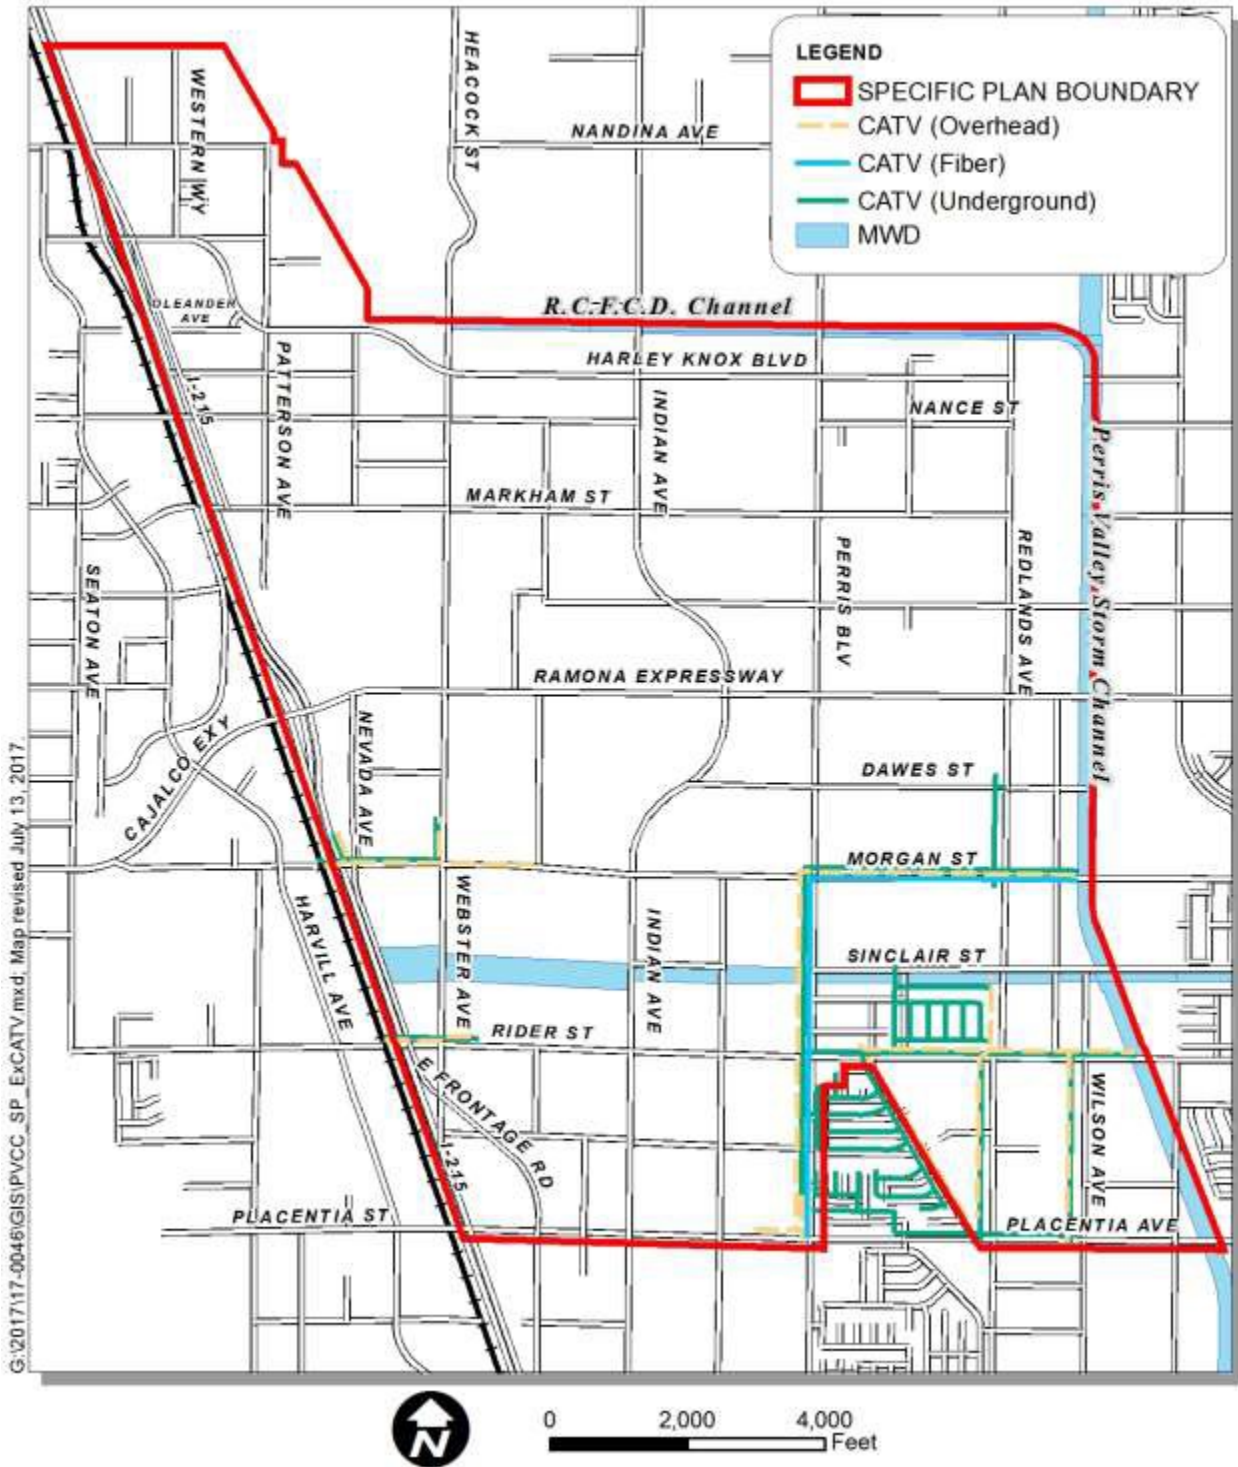 LEGEND
SPECIFIC PLAN BOUNDARY
CATV (Overhead)
CATV (Fiber)
CATV (Underground)
MWD
HEACOCK ST
WESTERN WY
NANDINA AVE
OLEANDER AVE
R.C.F.C.D. Channel
HARLEY KNOX BLVD
PATTERSON AVE
I-215
INDIAN AVE
NANCE ST
MARKHAM ST
Perris Valley Storm Channel
PERRIS BLV
REDLANDS AVE
SEATON AVE
RAMONA EXPRESSWAY
NEVADA AVE
CAJALCO EXY
DAWES ST
MORGAN ST
HARVILL AVE
WEBSTER AVE
INDIAN AVE
SINCLAIR ST
RIDER ST
E FRONTAGE RD
WILSON AVE
I-215
PLACENTIA ST
PLACENTIA AVE
G:\2017\17-0046\GIS\PVCC_SP_ExCATV.mxd; Map revised July 13, 2017.
N
0 2,000 4,000
Feet